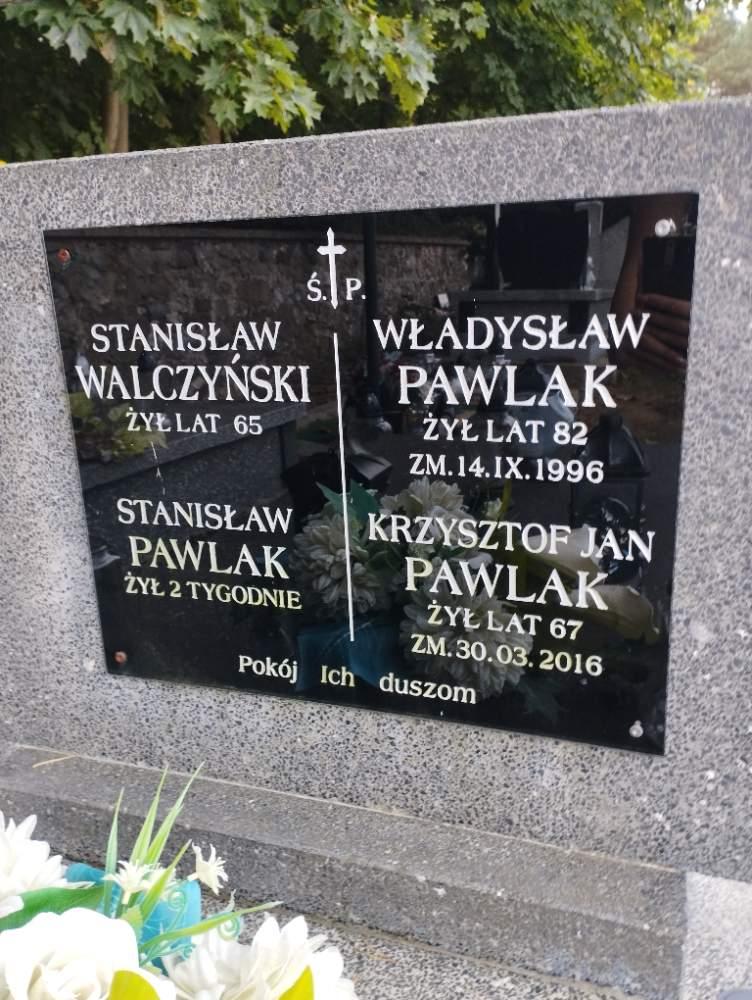 Ś. P.
STANISŁAW
WALCZYŃSKI
ŻYŁ LAT 65
STANISŁAW
PAWLAK
ŻYŁ 2 TYGODNIE
WŁADYSŁAW
PAWLAK
ŻYŁ LAT 82
ZM. 14. IX. 1996
KRZYSZTOF JAN
PAWLAK
ŻYŁ LAT 67
ZM. 30. 03. 2016
Pokój Ich duszom